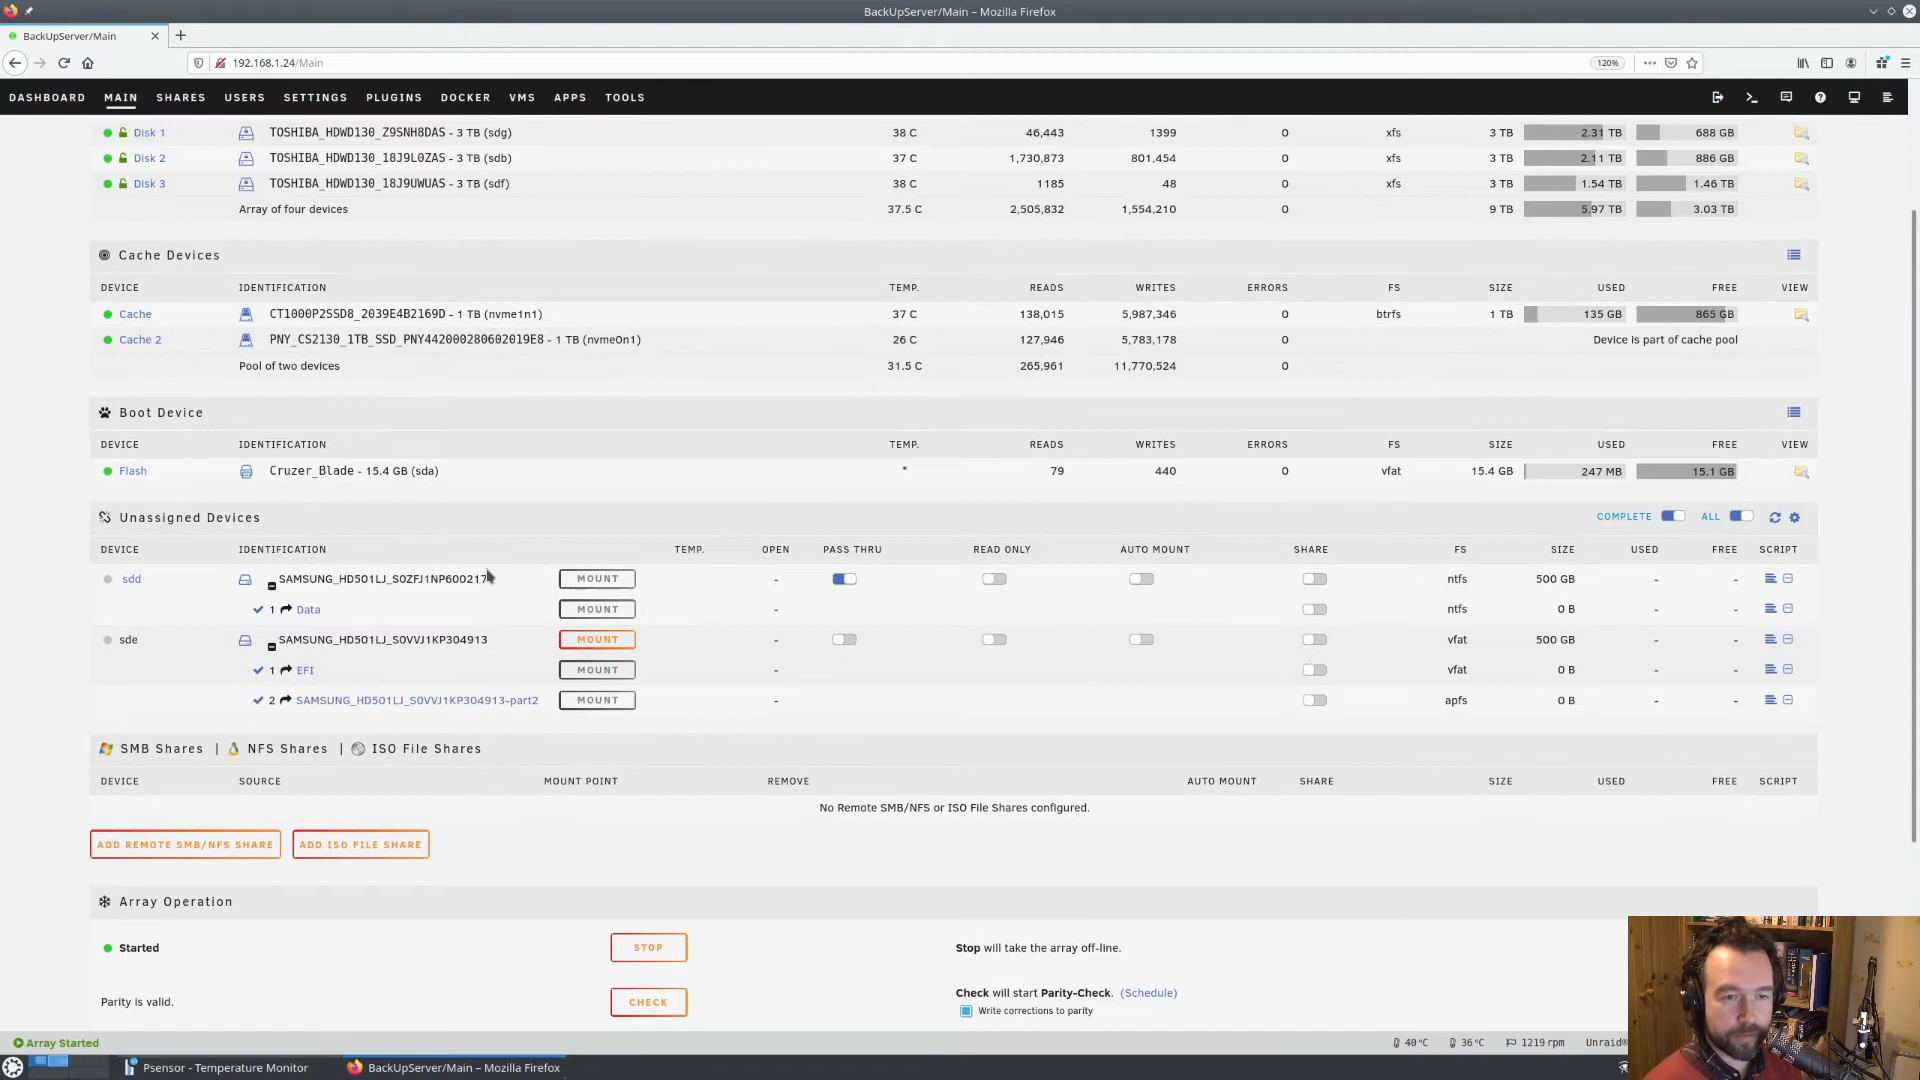 BackUpServer/Main – Mozilla Firefox
BackUpServer/Main
192.168.1.24/Main
120%
DASHBOARD MAIN SHARES USERS SETTINGS PLUGINS DOCKER VMS APPS TOOLS
Disk 1 TOSHIBA_HDWD130_Z9SNH8DAS - 3 TB (sdg) 38 C 46,443 1399 0 xfs 3 TB 2.31 TB 688 GB
Disk 2 TOSHIBA_HDWD130_18J9L0ZAS - 3 TB (sdb) 37 C 1,730,873 801,454 0 xfs 3 TB 2.11 TB 886 GB
Disk 3 TOSHIBA_HDWD130_18J9UWUAS - 3 TB (sdf) 38 C 1185 48 0 xfs 3 TB 1.54 TB 1.46 TB
Array of four devices 37.5 C 2,505,832 1,554,210 0 9 TB 5.97 TB 3.03 TB
Cache Devices
DEVICE IDENTIFICATION TEMP. READS WRITES ERRORS FS SIZE USED FREE VIEW
Cache CT1000P2SSD8_2039E4B2169D - 1 TB (nvme1n1) 37 C 138,015 5,987,346 0 btrfs 1 TB 135 GB 865 GB
Cache 2 PNY_CS2130_1TB_SSD_PNY442000280602019E8 - 1 TB (nvme0n1) 26 C 127,946 5,783,178 0 Device is part of cache pool
Pool of two devices 31.5 C 265,961 11,770,524 0
Boot Device
DEVICE IDENTIFICATION TEMP. READS WRITES ERRORS FS SIZE USED FREE VIEW
Flash Cruzer_Blade - 15.4 GB (sda) * 79 440 0 vfat 15.4 GB 247 MB 15.1 GB
Unassigned Devices COMPLETE ALL
DEVICE IDENTIFICATION TEMP. OPEN PASS THRU READ ONLY AUTO MOUNT SHARE FS SIZE USED FREE SCRIPT
sdd SAMSUNG_HD501LJ_S0ZFJ1NP600217 MOUNT - ntfs 500 GB - -
1 Data MOUNT - ntfs 0 B - -
sde SAMSUNG_HD501LJ_S0VVJ1KP304913 MOUNT - vfat 500 GB - -
1 EFI MOUNT - vfat 0 B - -
2 SAMSUNG_HD501LJ_S0VVJ1KP304913-part2 MOUNT - apfs 0 B - -
SMB Shares | NFS Shares | ISO File Shares
DEVICE SOURCE MOUNT POINT REMOVE AUTO MOUNT SHARE SIZE USED FREE SCRIPT
No Remote SMB/NFS or ISO File Shares configured.
ADD REMOTE SMB/NFS SHARE ADD ISO FILE SHARE
Array Operation
Started STOP Stop will take the array off-line.
Parity is valid. CHECK Check will start Parity-Check. (Schedule)
Write corrections to parity
Array Started 40°C 36°C 1219 rpm Unraid®
Psensor - Temperature Monitor BackUpServer/Main — Mozilla Firefox